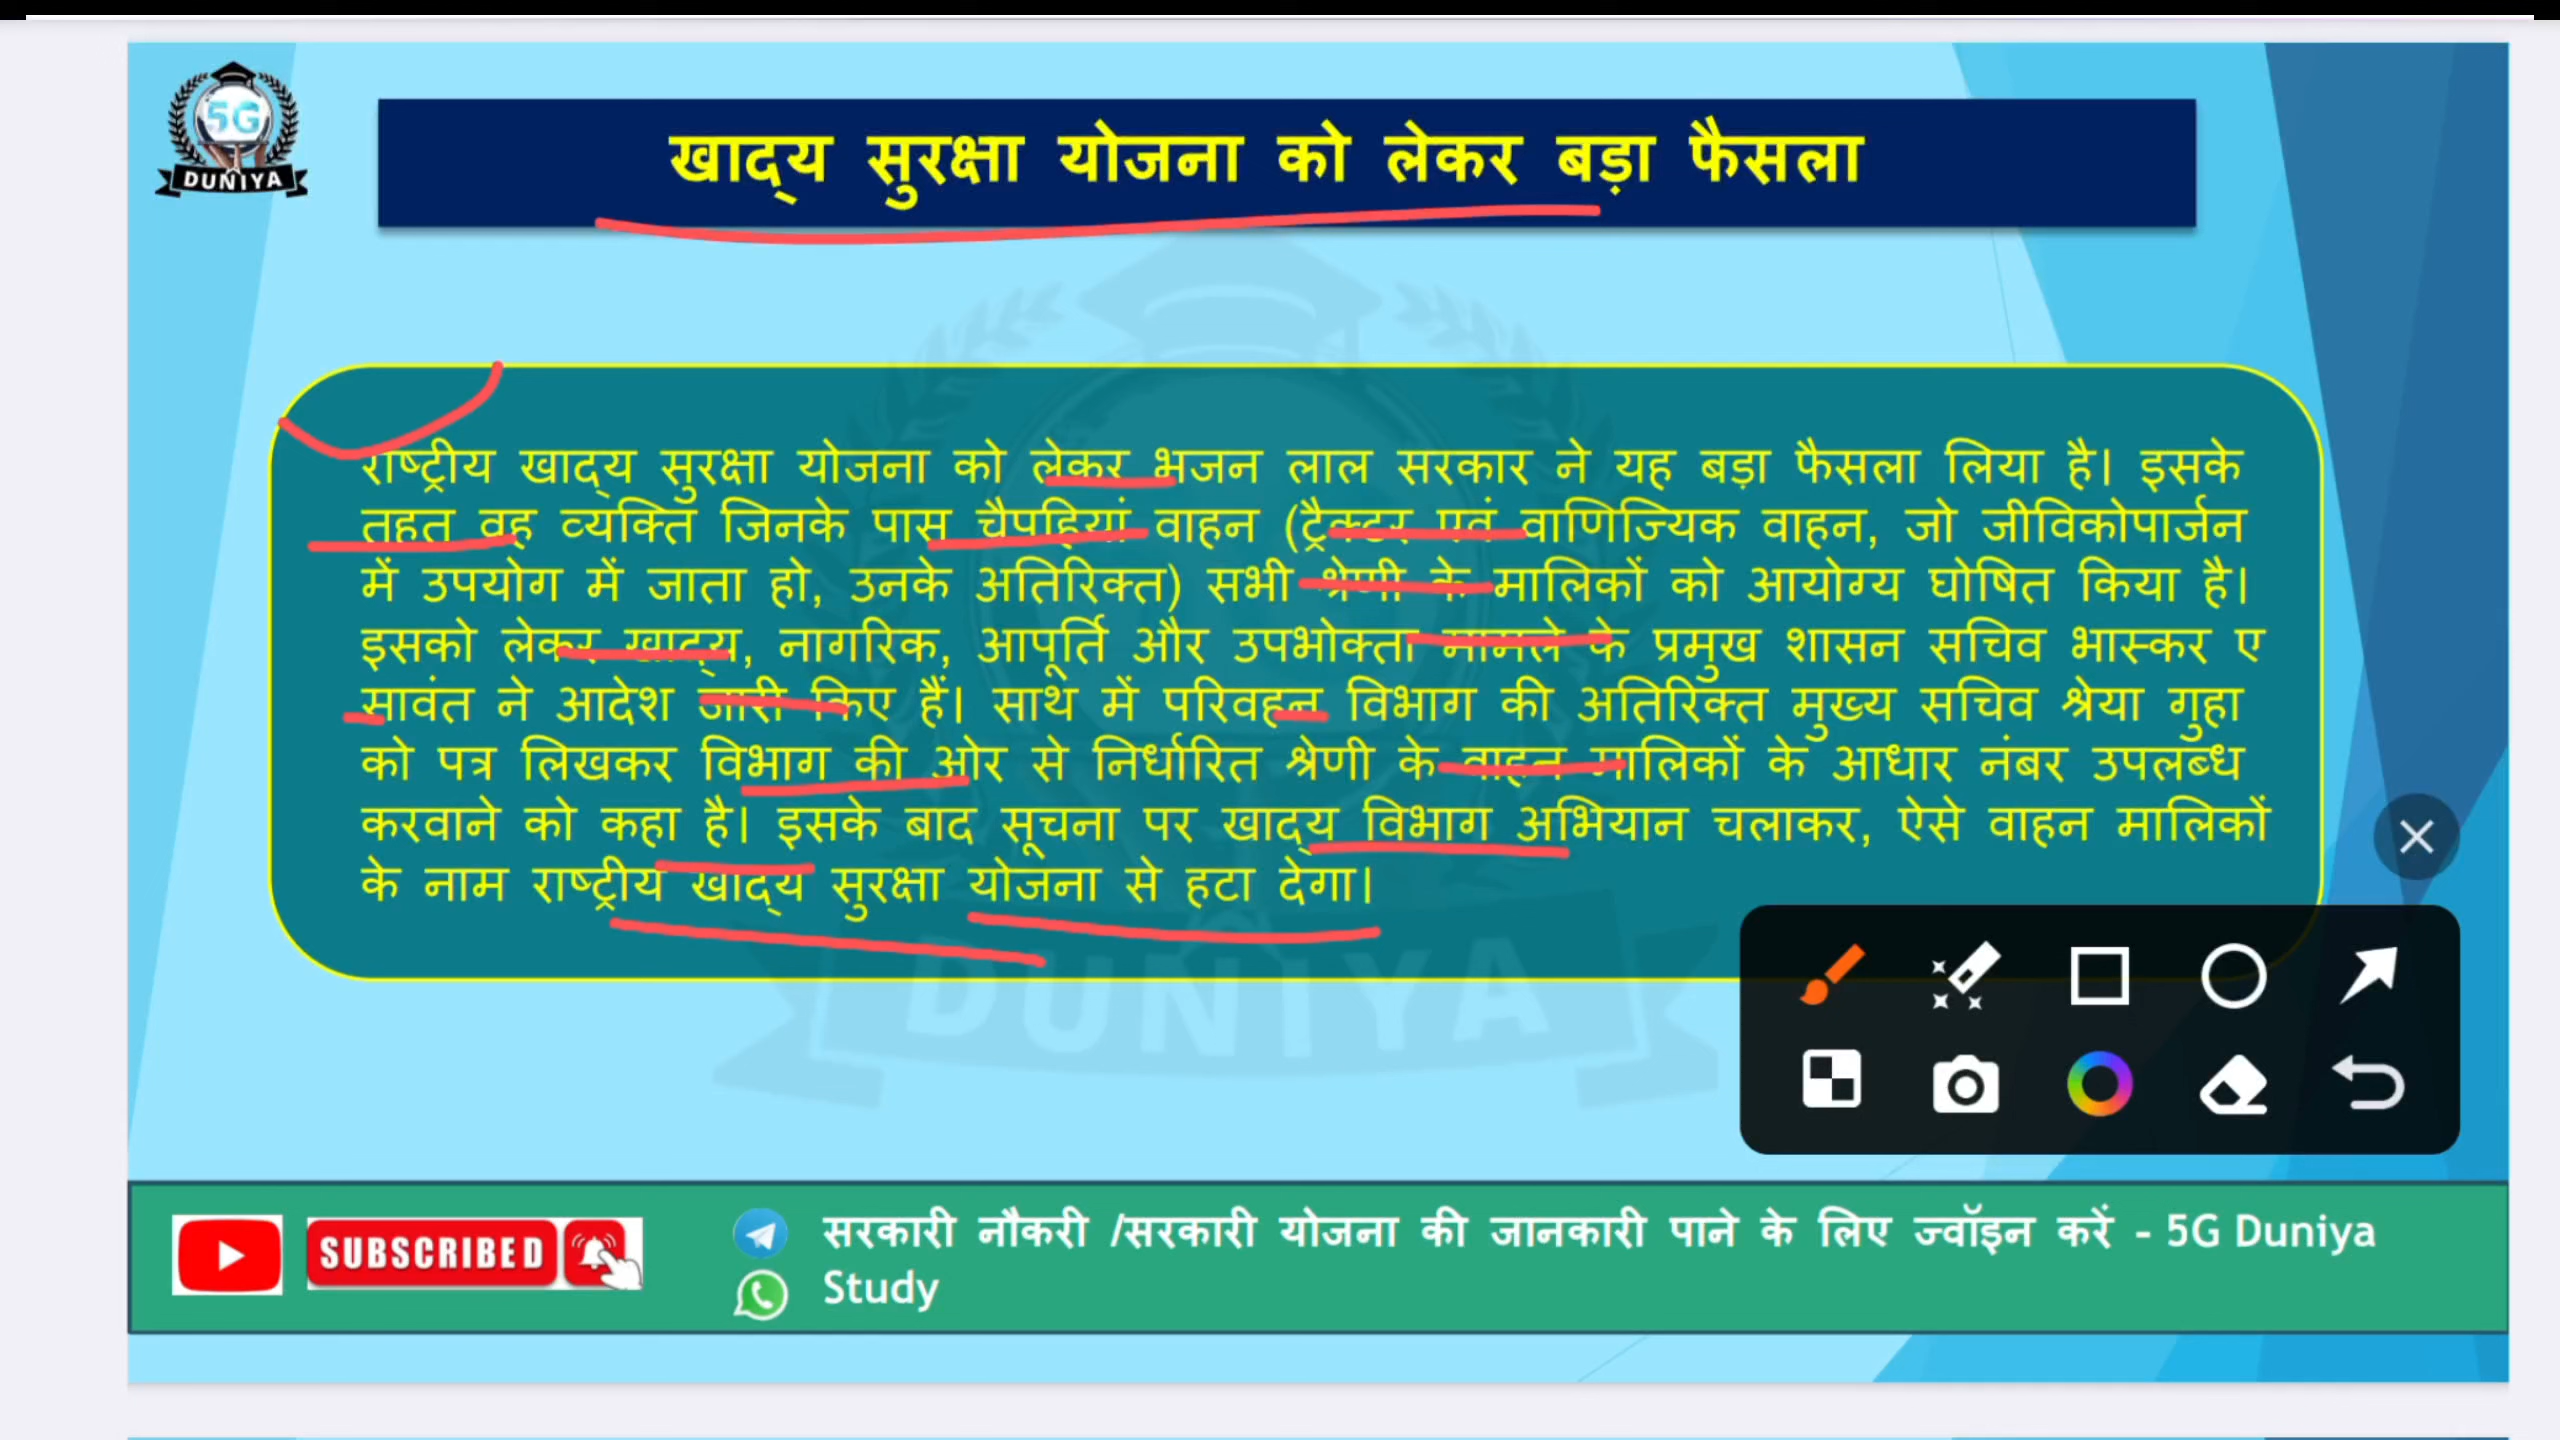 5G
DUNIYA
खाद्य सुरक्षा योजना को लेकर बड़ा फैसला
राष्ट्रीय खाद्य सुरक्षा योजना को लेकर भजन लाल सरकार ने यह बड़ा फैसला लिया है। इसके
तहत वह व्यक्ति जिनके पास चैपहियां वाहन (ट्रैक्टर एवं वाणिज्यिक वाहन, जो जीविकोपार्जन
में उपयोग में जाता हो, उनके अतिरिक्त) सभी श्रेणी के मालिकों को आयोग्य घोषित किया है।
इसको लेकर खाद्य, नागरिक, आपूर्ति और उपभोक्ता मामले के प्रमुख शासन सचिव भास्कर ए
सावंत ने आदेश जारी किए हैं। साथ में परिवहन विभाग की अतिरिक्त मुख्य सचिव श्रेया गुहा
को पत्र लिखकर विभाग की ओर से निर्धारित श्रेणी के वाहन मालिकों के आधार नंबर उपलब्ध
करवाने को कहा है। इसके बाद सूचना पर खाद्य विभाग अभियान चलाकर, ऐसे वाहन मालिकों
के नाम राष्ट्रीय खाद्य सुरक्षा योजना से हटा देगा।
DUNIYA
SUBSCRIBED
सरकारी नौकरी /सरकारी योजना की जानकारी पाने के लिए ज्वॉइन करें - 5G Duniya
Study